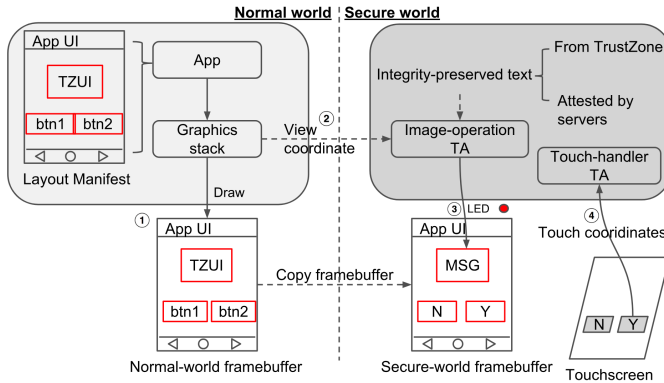 Normal world
Secure world
App UI
TZUI
btn1
btn2
Layout Manifest
App
Graphics
stack
②
View
coordinate
Integrity-preserved text
From TrustZone
Attested by
servers
Image-operation
TA
Touch-handler
TA
Draw
①
App UI
TZUI
btn1
btn2
Normal-world framebuffer
Copy framebuffer
③
LED
App UI
MSG
N
Y
Secure-world framebuffer
④
Touch cooridinates
N
Y
Touchscreen